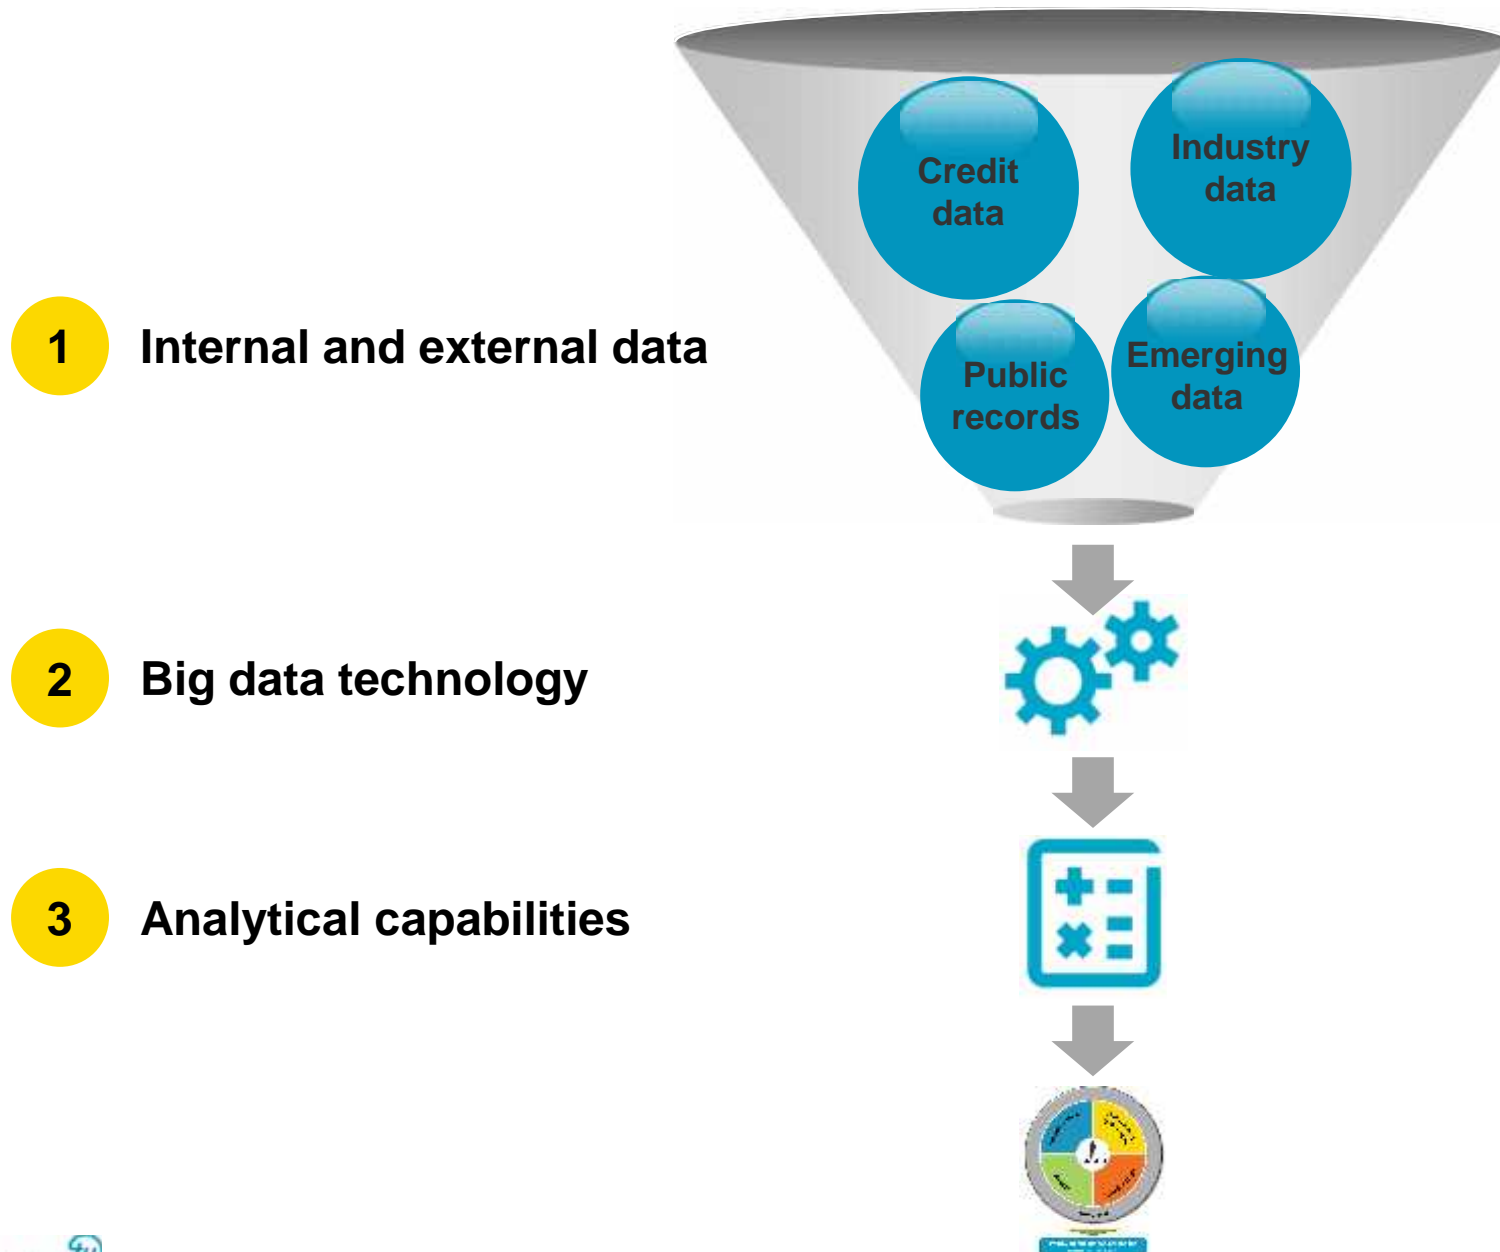 Credit
data
Industry
data
Public
records
Emerging
data
1 Internal and external data
2 Big data technology
3 Analytical capabilities